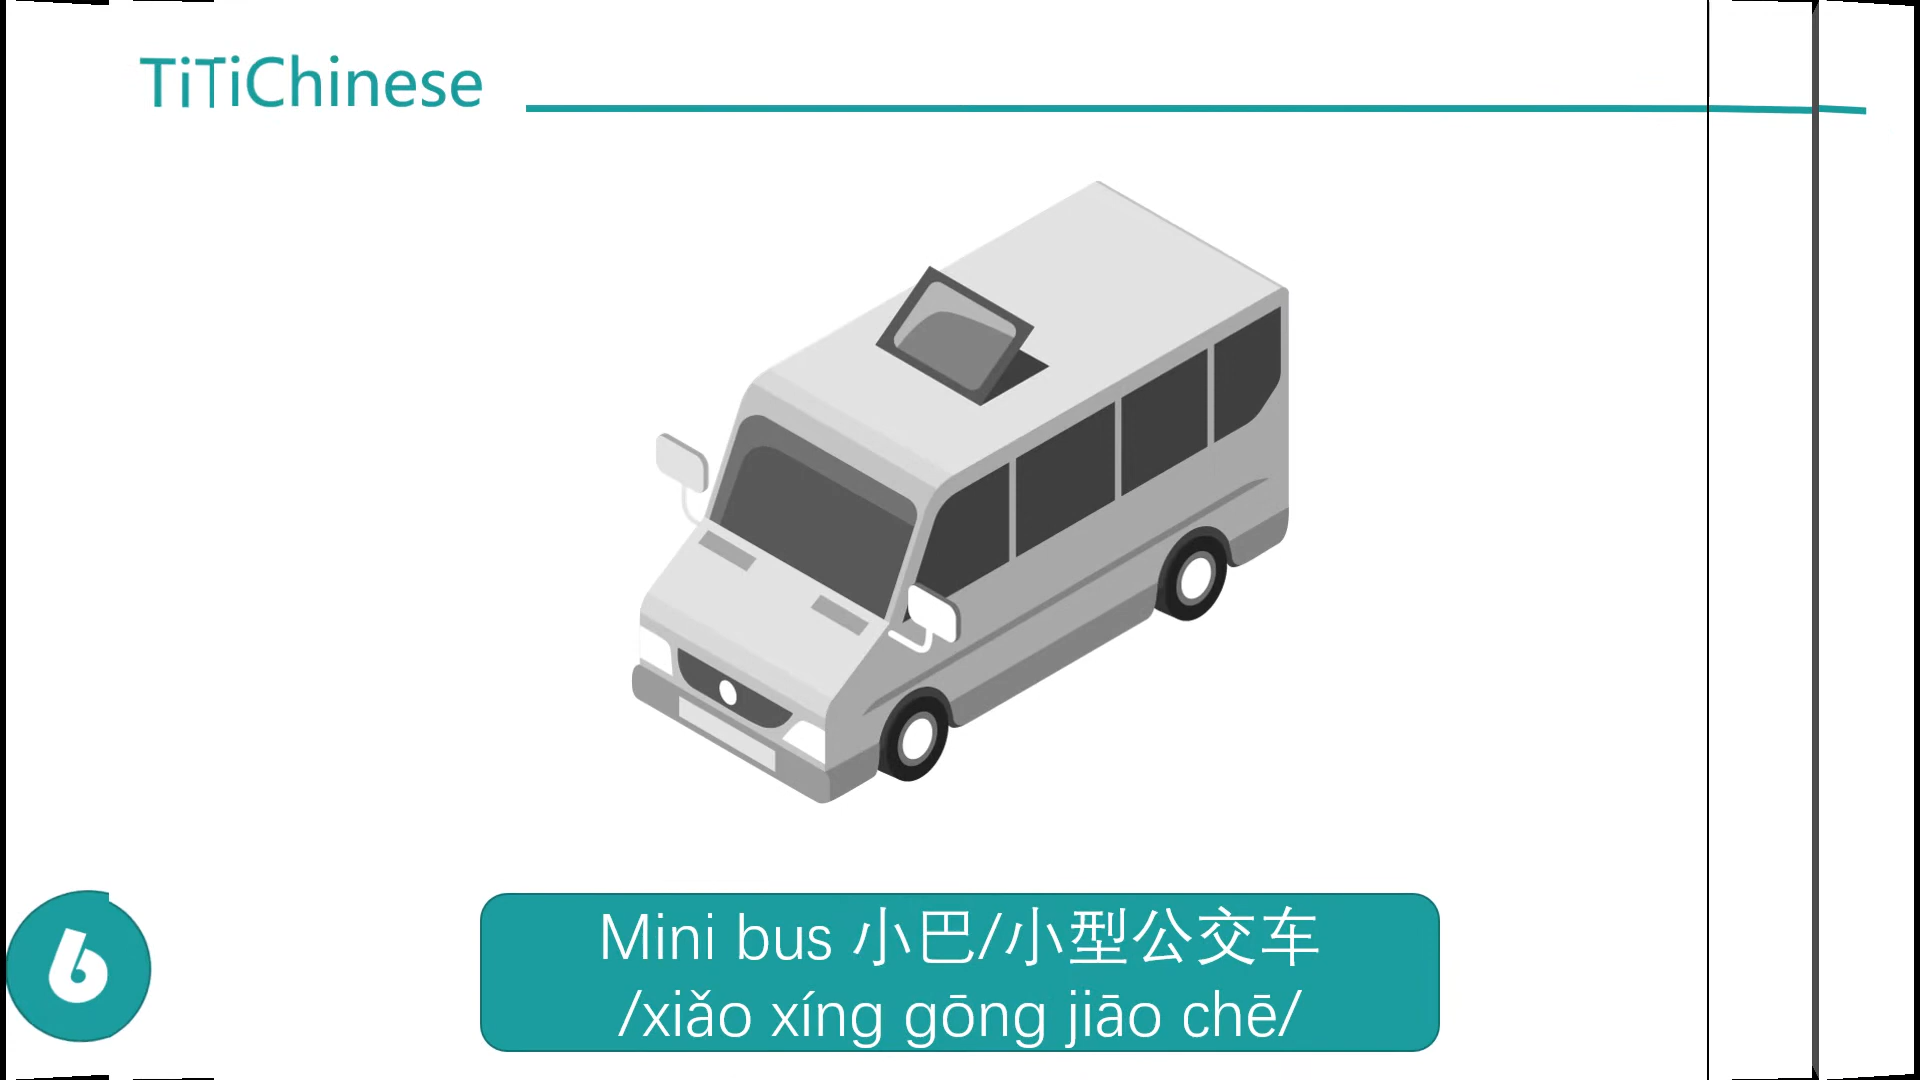 TiTiChinese
Mini bus 小巴/小型公交车
/xiǎo xíng gōng jiāo chē/
6